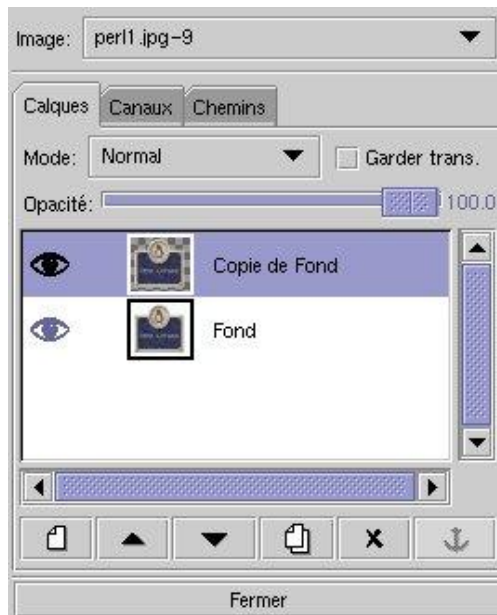 Image: perl1.jpg-9
Calques Canaux Chemins
Mode: Normal Garder trans.
Opacité: 100.0
Copie de Fond
Fond
Fermer